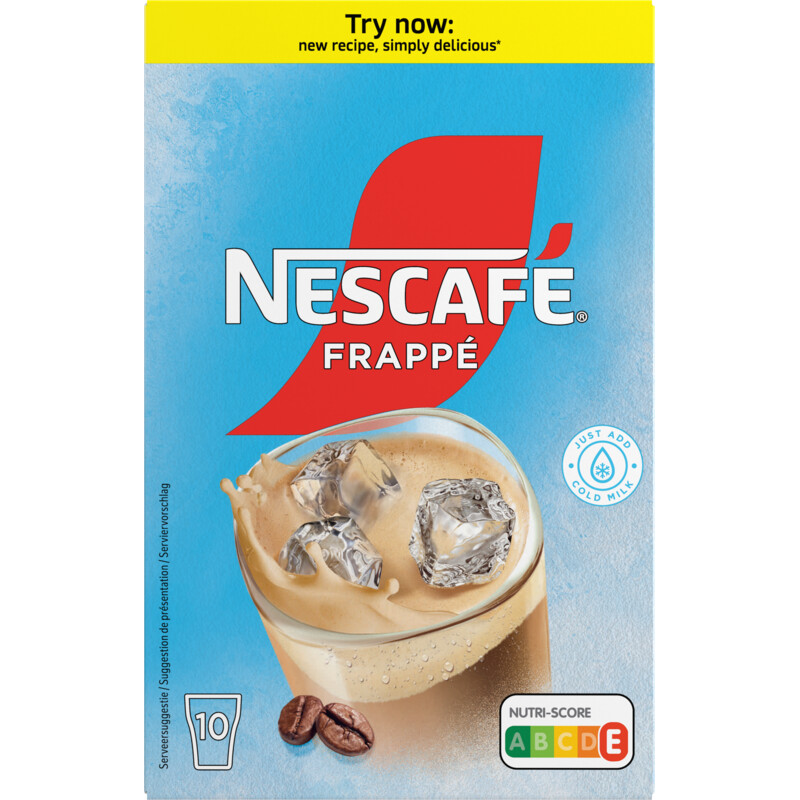 Try now:
new recipe, simply delicious*
NESCAFÉ®
FRAPPÉ
JUST ADD
COLD MILK
Serveersuggestie / Suggestion de présentation / Serviervorschlag
10
NUTRI-SCORE
A B C D E